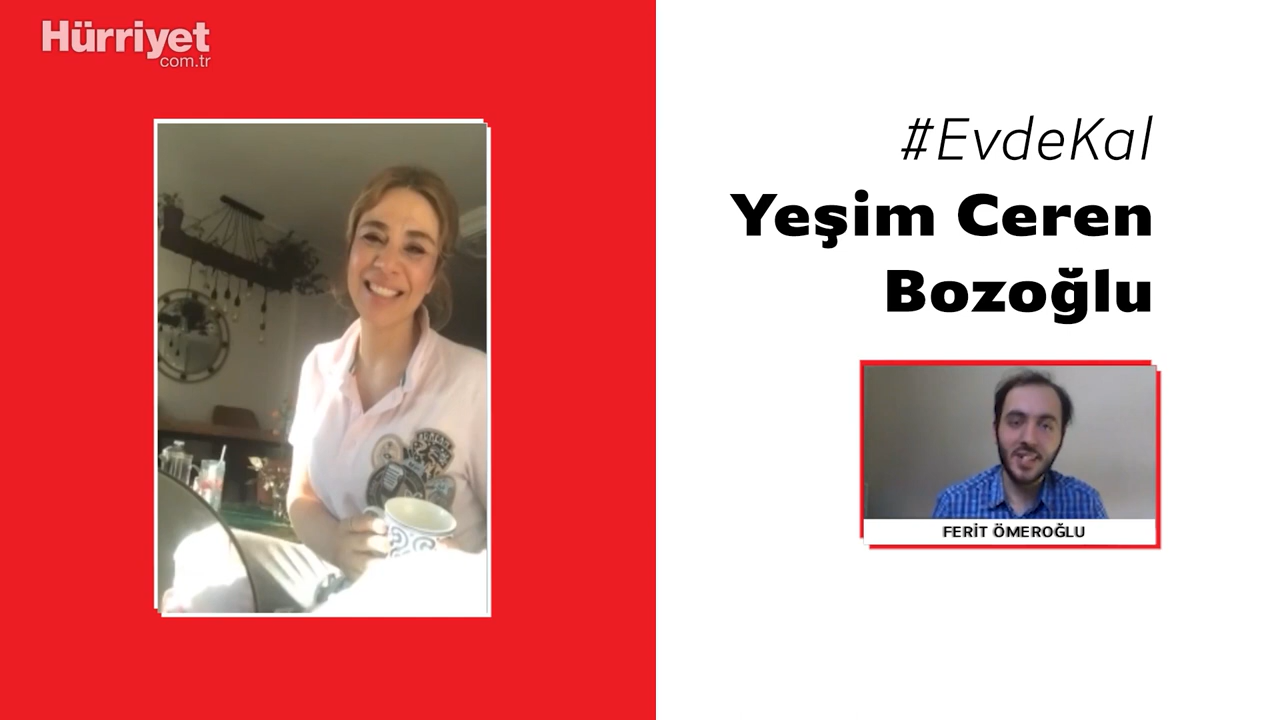 Hürriyet
com.tr
#EvdeKal
Yeşim Ceren
Bozoğlu
FERİT ÖMEROĞLU